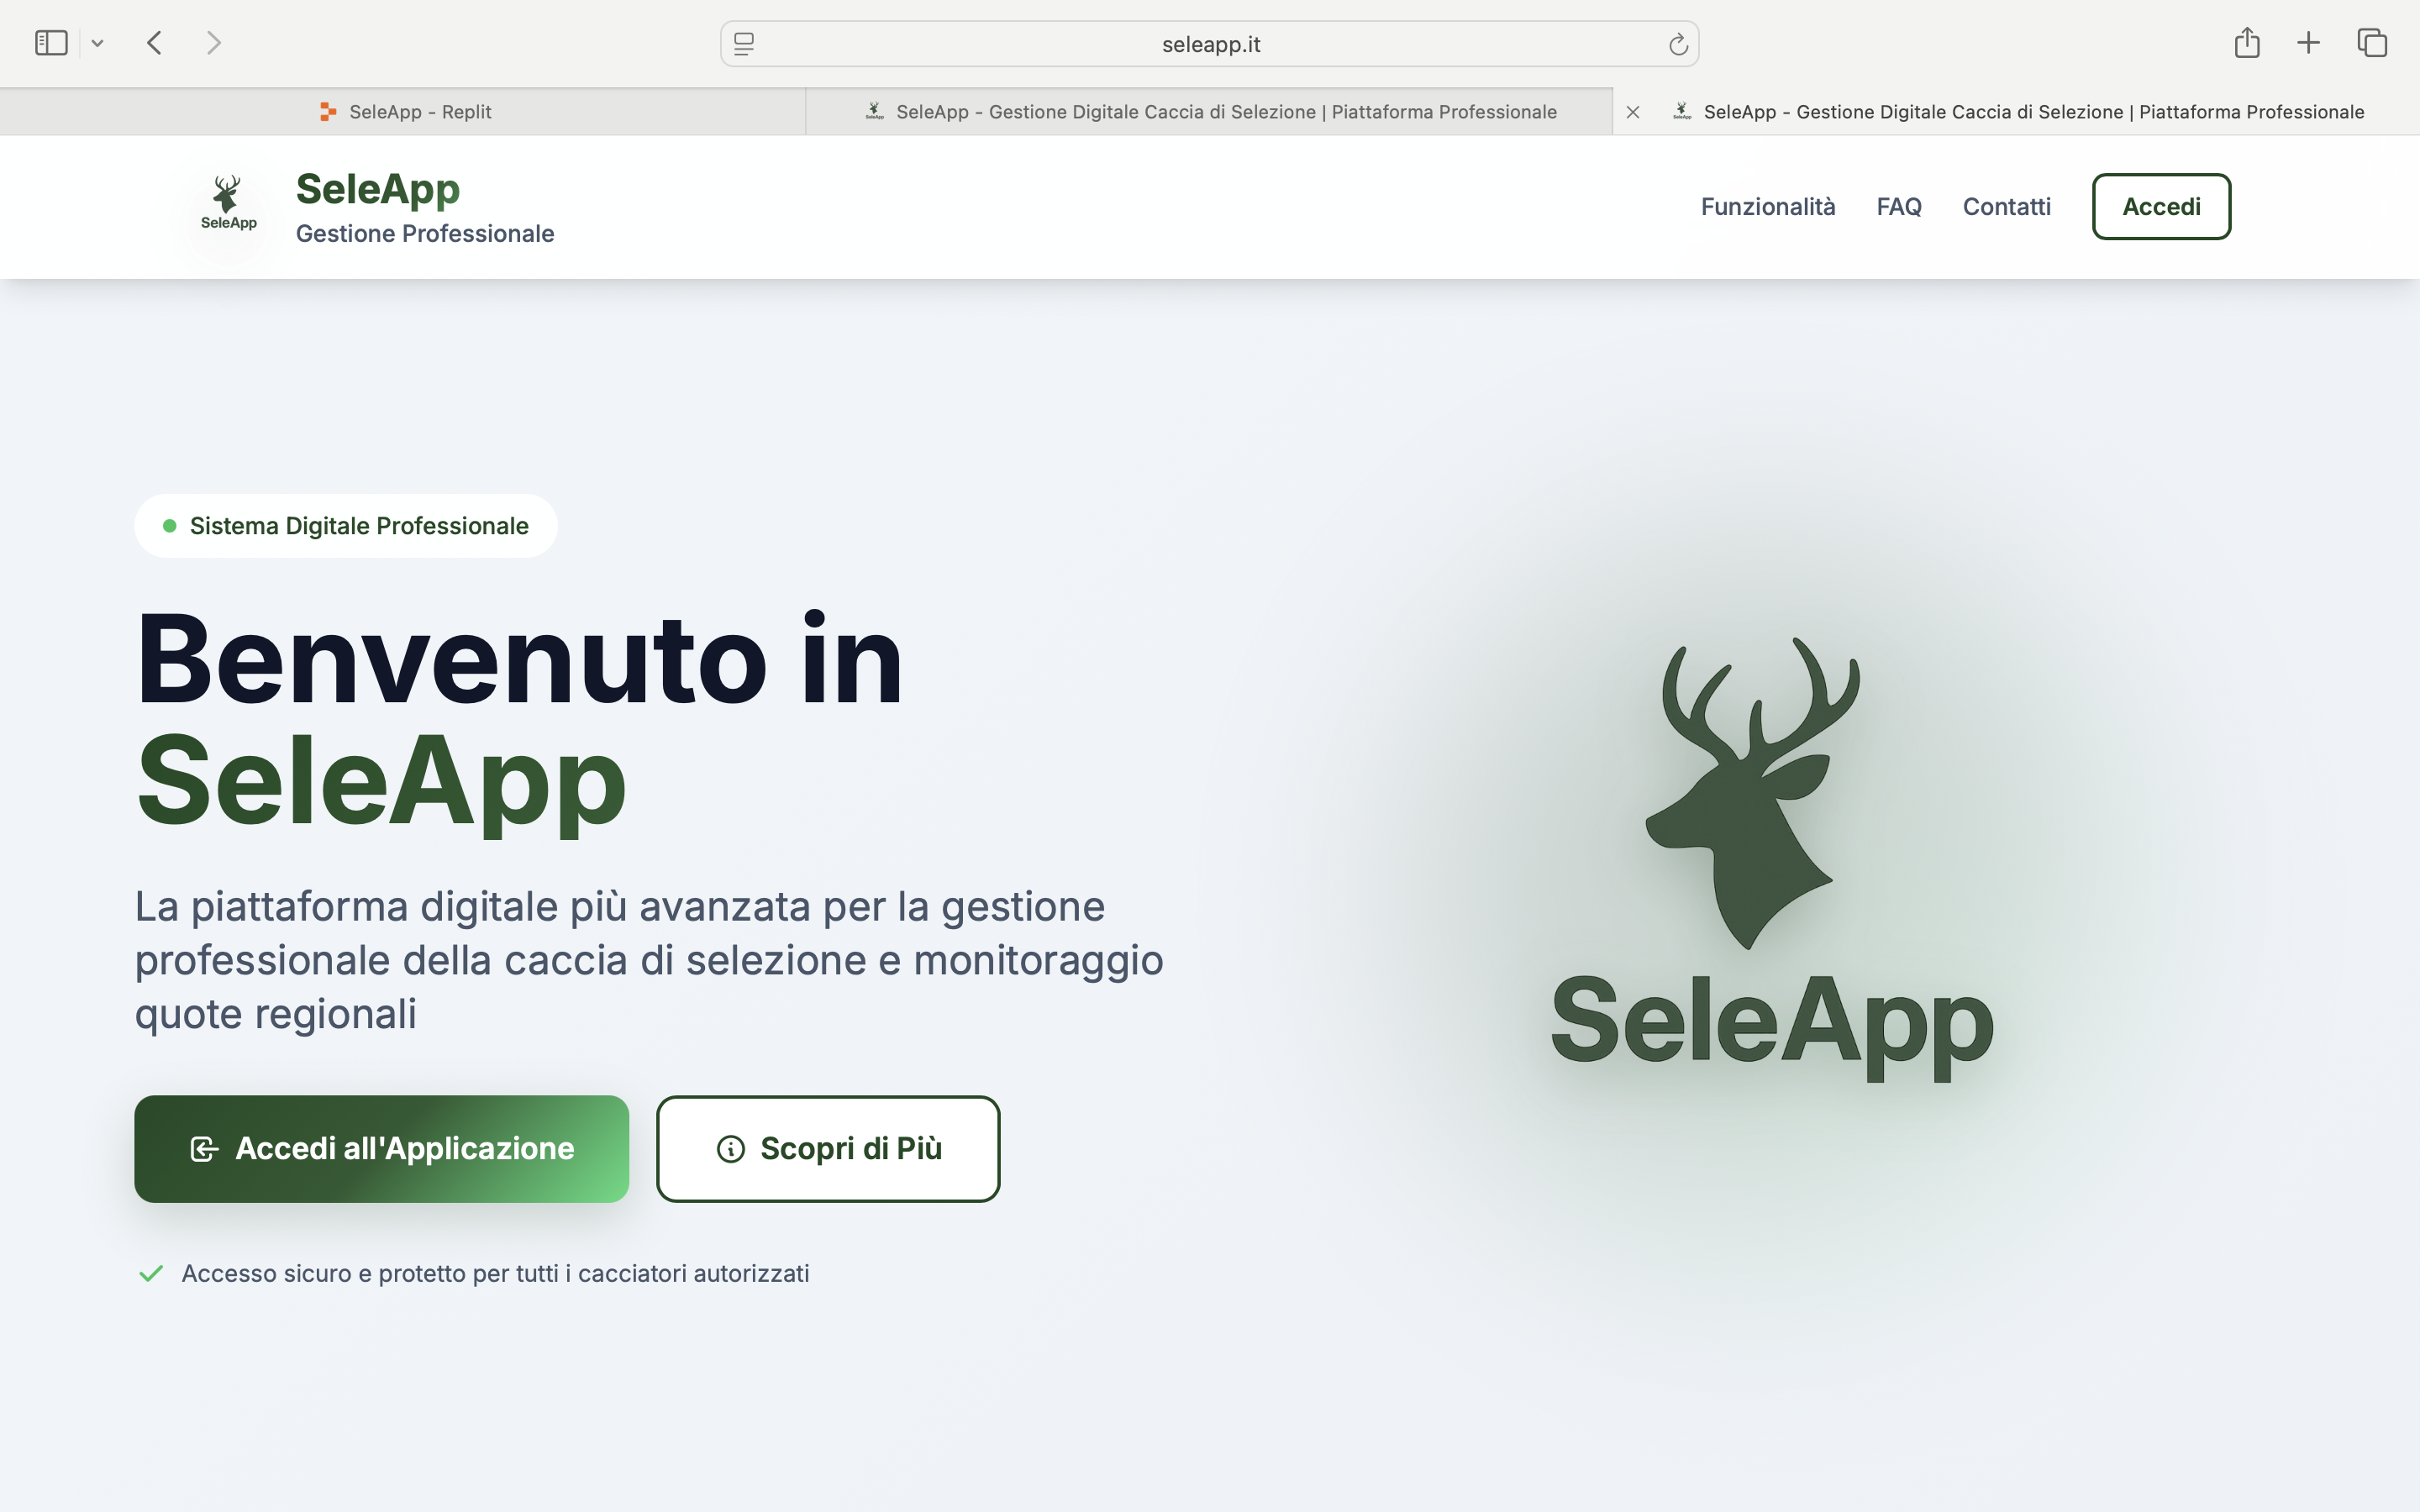 seleapp.it
SeleApp - Replit
SeleApp - Gestione Digitale Caccia di Selezione | Piattaforma Professionale
SeleApp - Gestione Digitale Caccia di Selezione | Piattaforma Professionale
SeleApp
SeleApp
Gestione Professionale
Funzionalità
FAQ
Contatti
Accedi
Sistema Digitale Professionale
Benvenuto in
SeleApp
La piattaforma digitale più avanzata per la gestione
professionale della caccia di selezione e monitoraggio
quote regionali
Accedi all'Applicazione
Scopri di Più
Accesso sicuro e protetto per tutti i cacciatori autorizzati
SeleApp